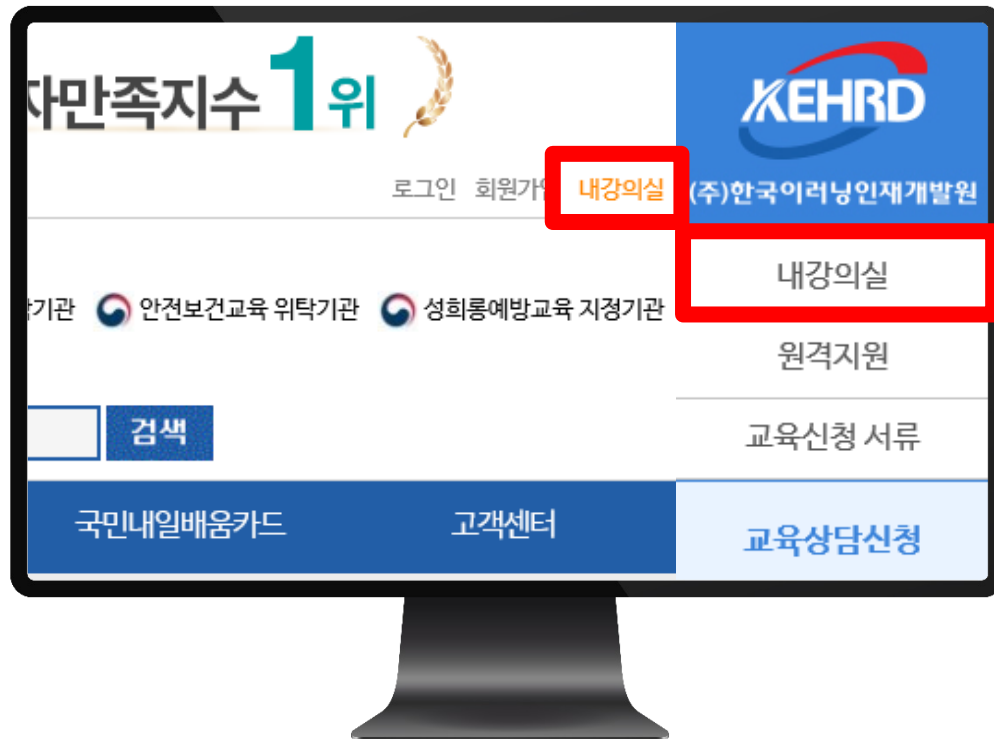 자만족지수 1위
KEHRD
(주)한국이러닝인재개발원
로그인 회원가입 내강의실
내강의실
기관 안전보건교육 위탁기관 성희롱예방교육 지정기관
원격지원
검색
교육신청 서류
국민내일배움카드 고객센터
교육상담신청